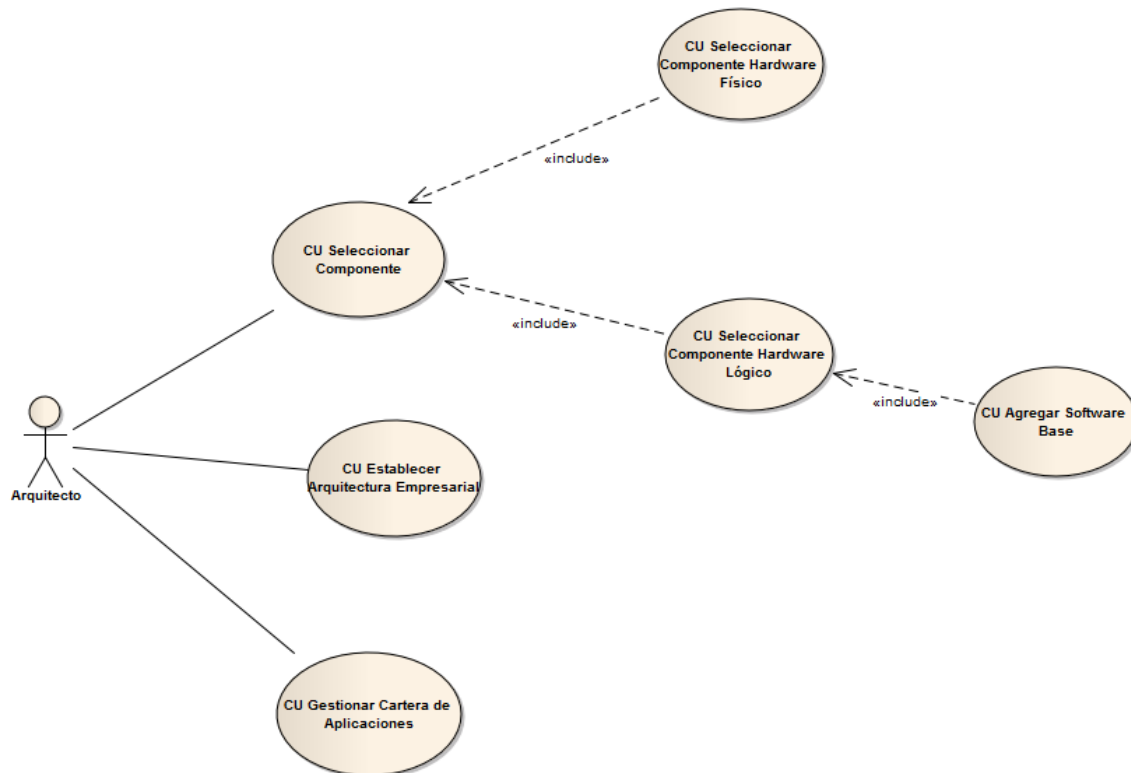 CU Seleccionar
Componente Hardware
Físico
«include»
CU Seleccionar
Componente
«include»
CU Seleccionar
Componente Hardware
Lógico
«include»
CU Agregar Software
Base
Arquitecto
CU Establecer
Arquitectura Empresarial
CU Gestionar Cartera de
Aplicaciones